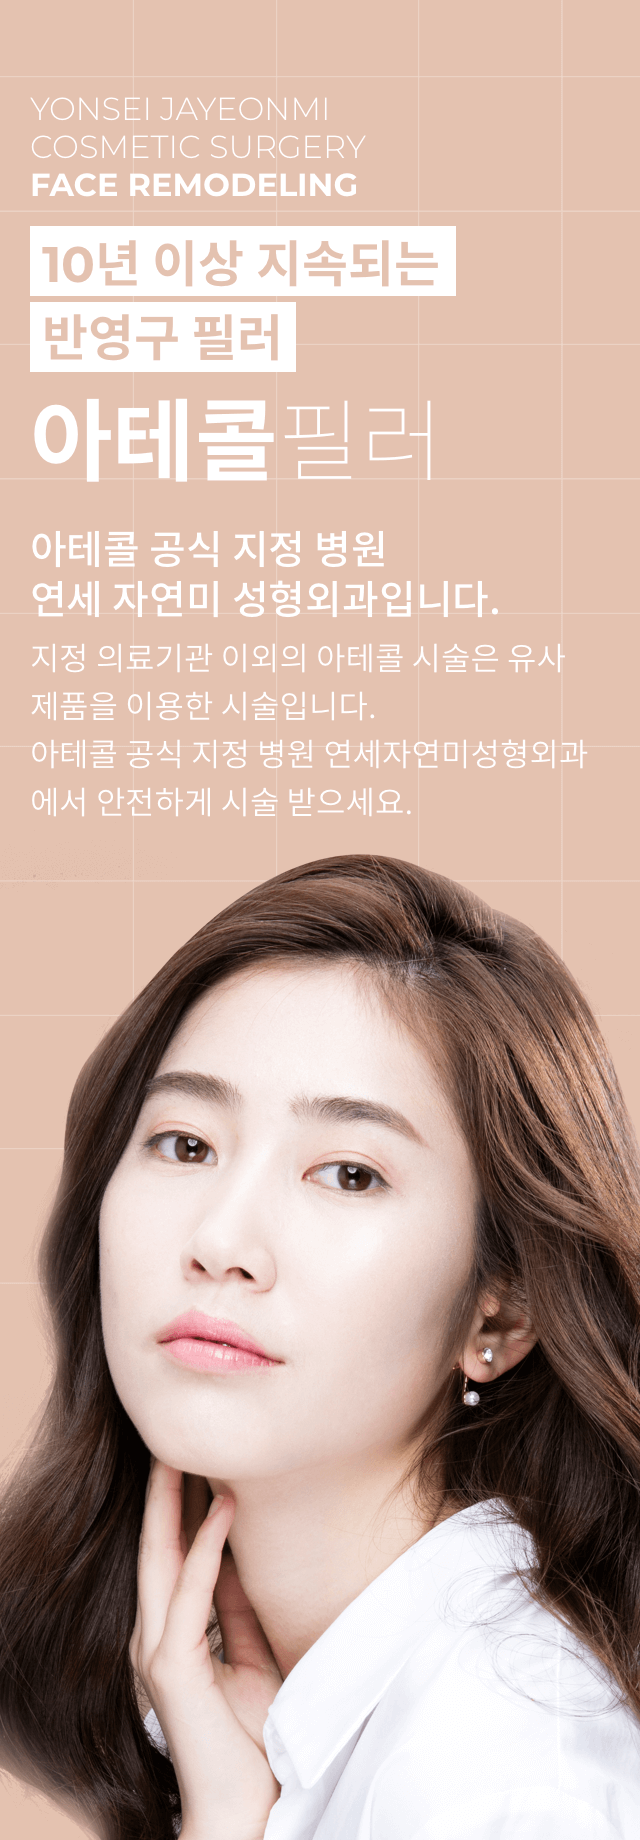 YONSEI JAYEONMI
COSMETIC SURGERY
FACE REMODELING
10년 이상 지속되는
반영구 필러
아테콜필러
아테콜 공식 지정 병원
연세 자연미 성형외과입니다.
지정 의료기관 이외의 아테콜 시술은 유사
제품을 이용한 시술입니다.
아테콜 공식 지정 병원 연세자연미성형외과
에서 안전하게 시술 받으세요.